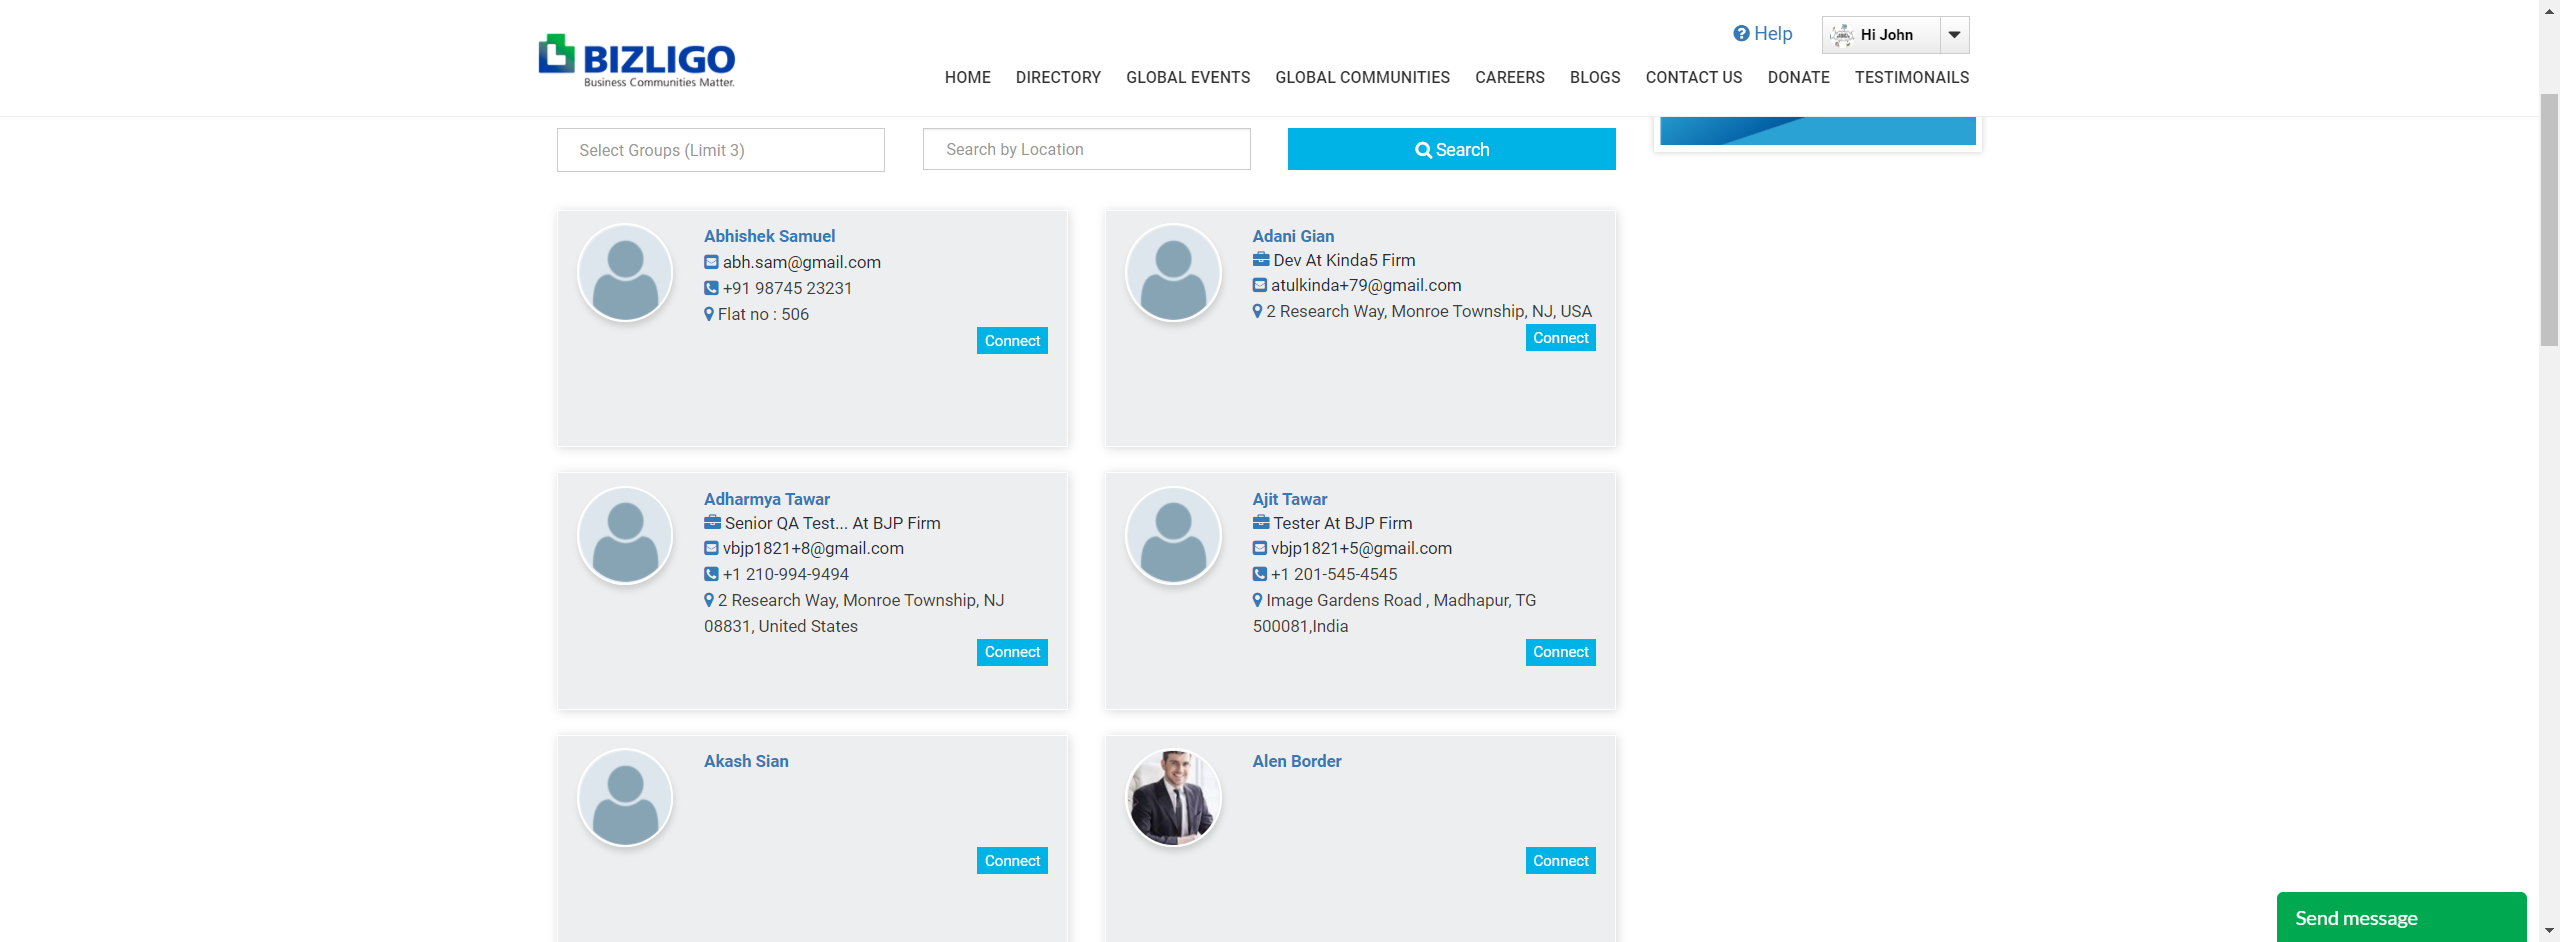 Help
Hi John
BIZLIGO
Business Communities Matter.
HOME DIRECTORY GLOBAL EVENTS GLOBAL COMMUNITIES CAREERS BLOGS CONTACT US DONATE TESTIMONAILS
Select Groups (Limit 3)
Search by Location
Search
Abhishek Samuel
abh.sam@gmail.com
+91 98745 23231
Flat no : 506
Connect
Adani Gian
Dev At Kinda5 Firm
atulkinda+79@gmail.com
2 Research Way, Monroe Township, NJ, USA
Connect
Adharmya Tawar
Senior QA Test... At BJP Firm
vbjp1821+8@gmail.com
+1 210-994-9494
2 Research Way, Monroe Township, NJ
08831, United States
Connect
Ajit Tawar
Tester At BJP Firm
vbjp1821+5@gmail.com
+1 201-545-4545
Image Gardens Road , Madhapur, TG
500081,India
Connect
Akash Sian
Connect
Alen Border
Connect
Send message